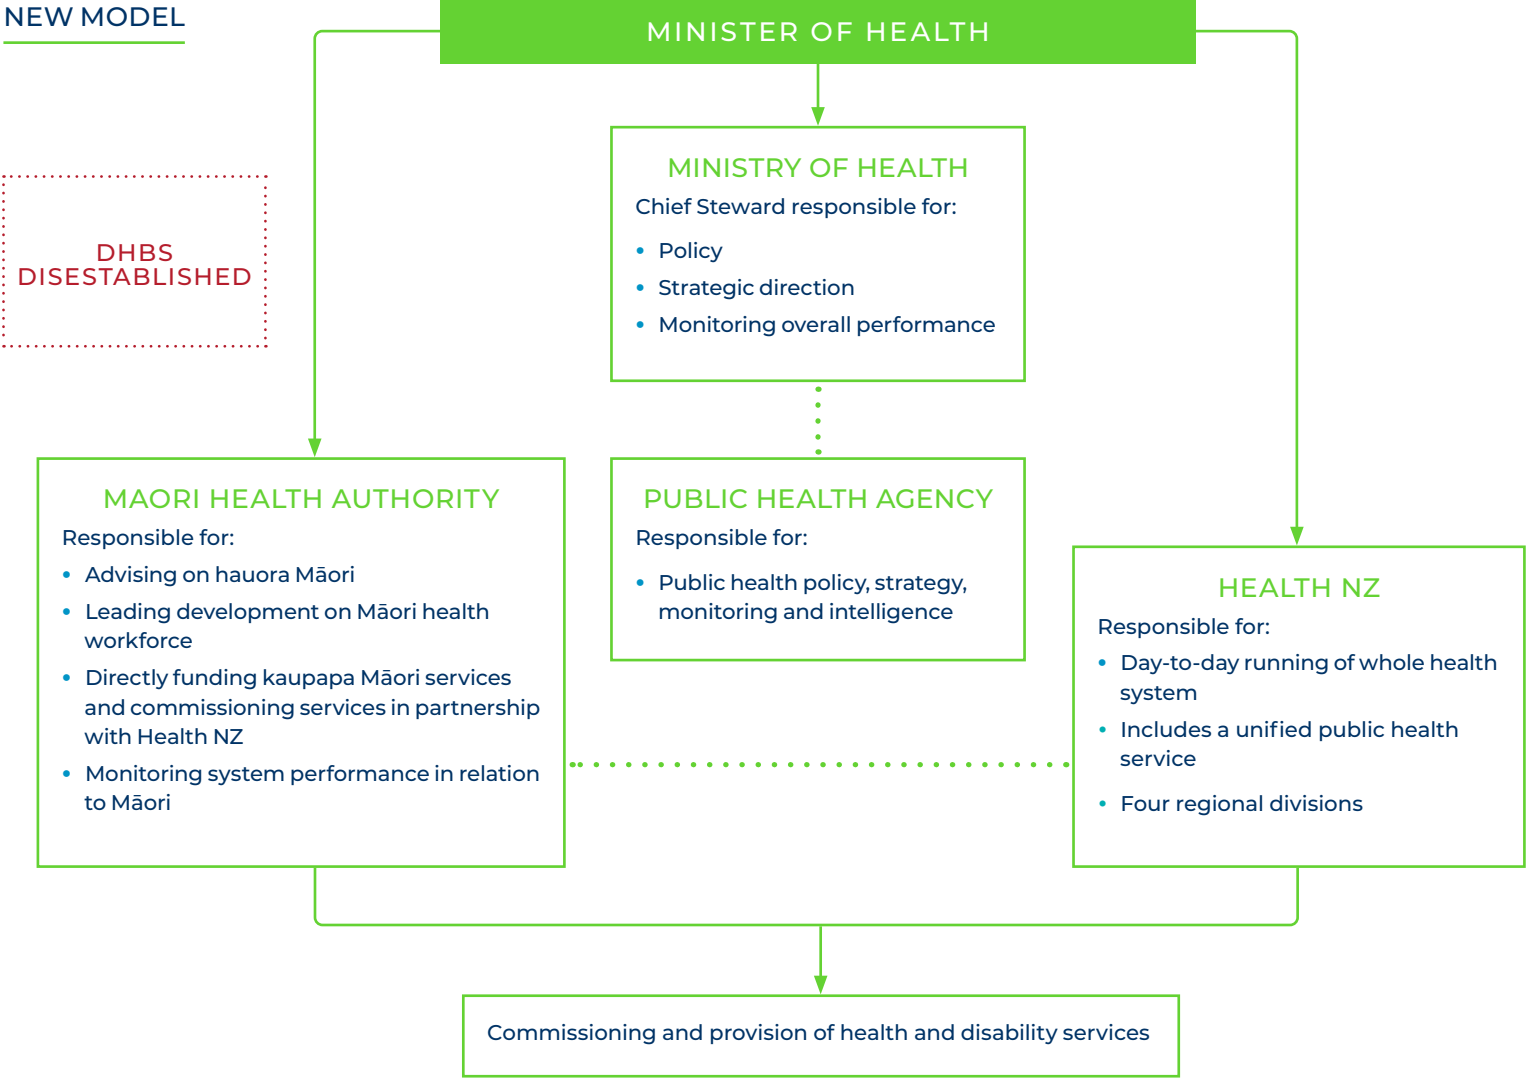 NEW MODEL
MINISTER OF HEALTH
MINISTRY OF HEALTH
Chief Steward responsible for:
• Policy
• Strategic direction
• Monitoring overall performance
DHBS
DISESTABLISHED
MAORI HEALTH AUTHORITY
Responsible for:
• Advising on hauora Māori
• Leading development on Māori health
workforce
• Directly funding kaupapa Māori services
and commissioning services in partnership
with Health NZ
• Monitoring system performance in relation
to Māori
PUBLIC HEALTH AGENCY
Responsible for:
• Public health policy, strategy,
monitoring and intelligence
HEALTH NZ
Responsible for:
• Day-to-day running of whole health
system
• Includes a unified public health
service
• Four regional divisions
Commissioning and provision of health and disability services